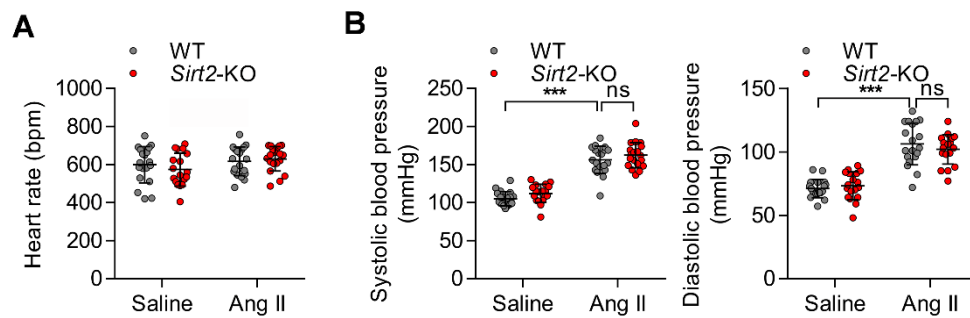 A
WT
Sirt2-KO
Heart rate (bpm)
1000
800
600
400
200
0
Saline
Ang II
B
WT
Sirt2-KO
Systolic blood pressure
(mmHg)
250
200
150
100
50
0
***
ns
Saline
Ang II
WT
Sirt2-KO
Diastolic blood pressure
(mmHg)
150
100
50
0
***
ns
Saline
Ang II